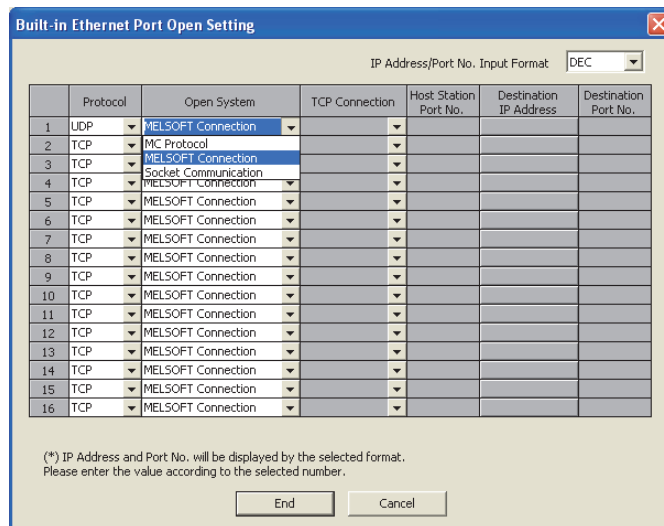 Built-in Ethernet Port Open Setting
IP Address/Port No. Input Format DEC
Protocol Open System TCP Connection Host Station Port No. Destination IP Address Destination Port No.
1 UDP MELSOFT Connection
2 TCP MC Protocol
3 TCP MELSOFT Connection
Socket Communication
4 TCP MELSOFT Connection
5 TCP MELSOFT Connection
6 TCP MELSOFT Connection
7 TCP MELSOFT Connection
8 TCP MELSOFT Connection
9 TCP MELSOFT Connection
10 TCP MELSOFT Connection
11 TCP MELSOFT Connection
12 TCP MELSOFT Connection
13 TCP MELSOFT Connection
14 TCP MELSOFT Connection
15 TCP MELSOFT Connection
16 TCP MELSOFT Connection
(*) IP Address and Port No. will be displayed by the selected format.
Please enter the value according to the selected number.
End Cancel